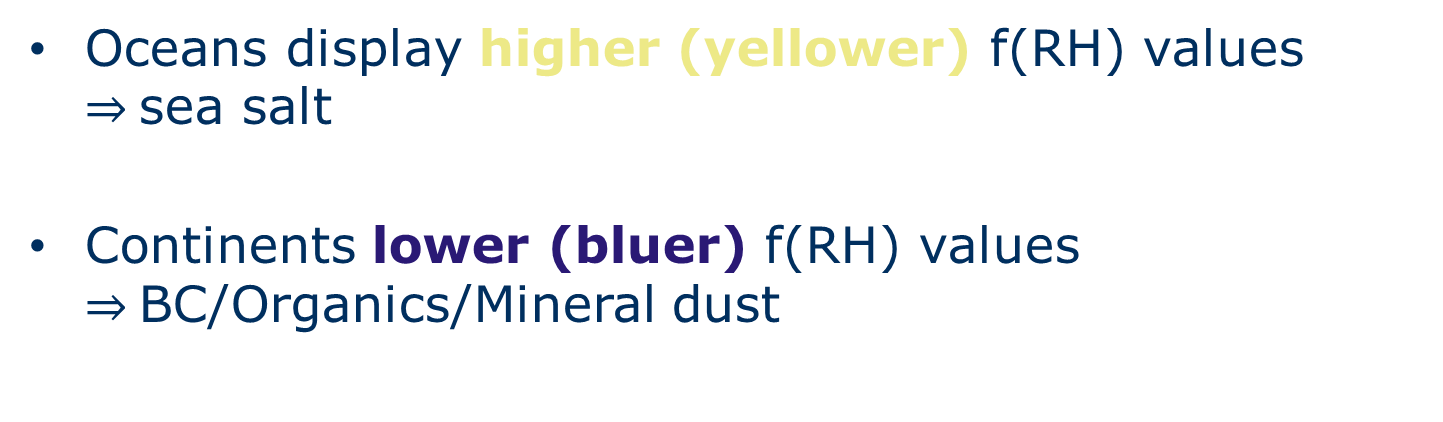 • Oceans display higher (yellower) f(RH) values
⇒ sea salt
• Continents lower (bluer) f(RH) values
⇒ BC/Organics/Mineral dust